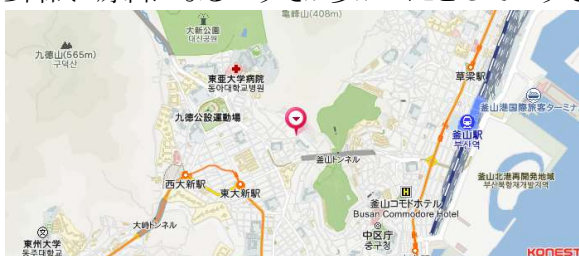 亀峰山(408m)
大新公園
대신공원
九徳山(565m)
구덕산
東亜大学病院
동아대학교병원
草梁駅
釜山港国際旅客ターミナ
九徳公設運動場
釜山駅
부산역
釜山トンネル
釜山北港再開発地域
부산북항재개발지역
西大新駅
東大新駅
釜山コモドホテル
Busan Commodore Hotel
大峙トンネル
中区庁
중구청
東州大学
동주대학교
KONEST